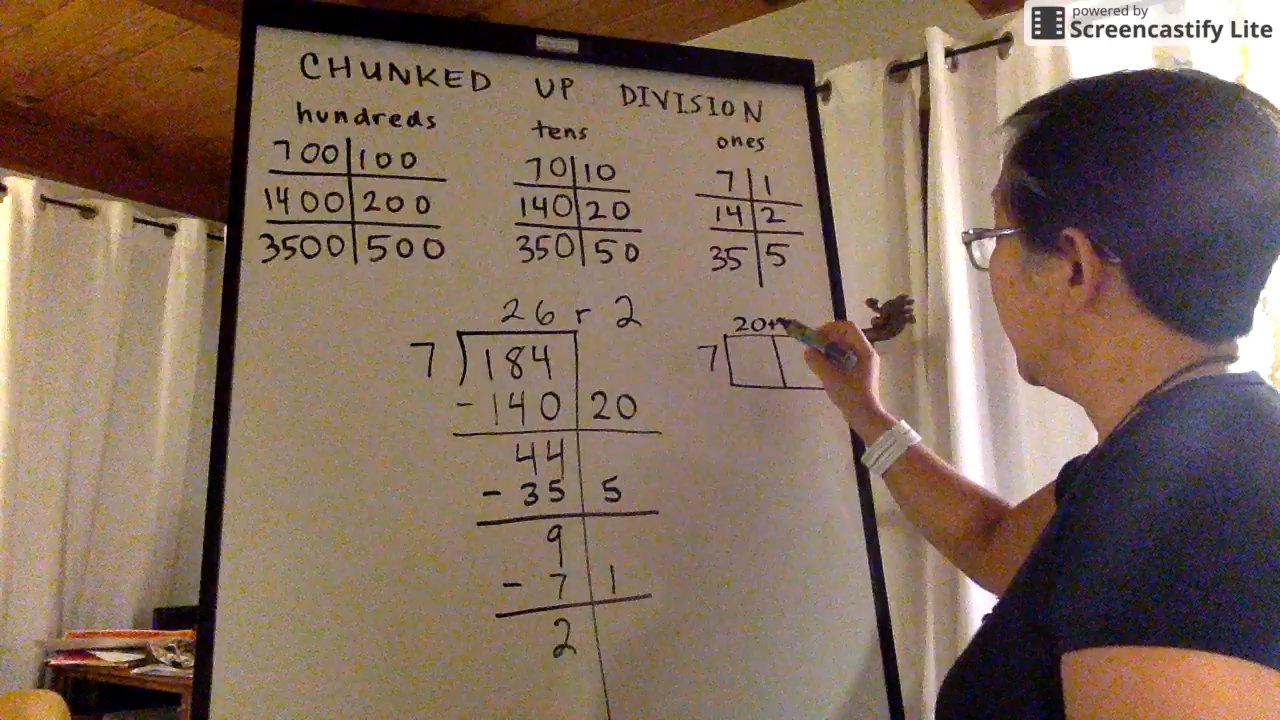 powered by
Screencastify Lite
CHUNKED UP DIVISION
hundreds tens ones
700 100 70 10 7 1
1400 200 140 20 14 2
3500 500 350 50 35 5
26 r 2
7 184
- 140 20
44
- 35 5
9
- 7 1
2
20+
7